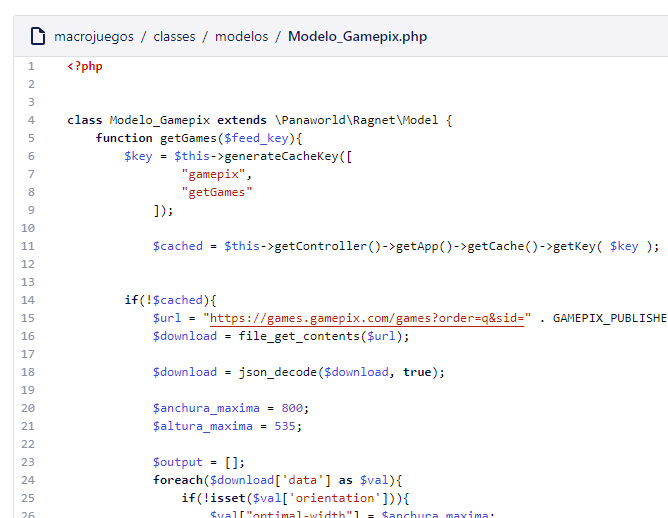 macrojuegos / classes / modelos / Modelo_Gamepix.php
1 <?php
2
3
4 class Modelo_Gamepix extends \Panaworld\Ragnet\Model {
5 function getGames($feed_key){
6 $key = $this->generateCacheKey([
7 "gamepix",
8 "getGames"
9 ]);
10
11 $cached = $this->getController()->getApp()->getCache()->getKey( $key );
12
13
14 if(!$cached){
15 $url = "https://games.gamepix.com/games?order=q&sid=" . GAMEPIX_PUBLISHE
16 $download = file_get_contents($url);
17
18 $download = json_decode($download, true);
19
20 $anchura_maxima = 800;
21 $altura_maxima = 535;
22
23 $output = [];
24 foreach($download['data'] as $val){
25 if(!isset($val['orientation'])){
26 $val["optimal-width"] = $anchura_maxima;